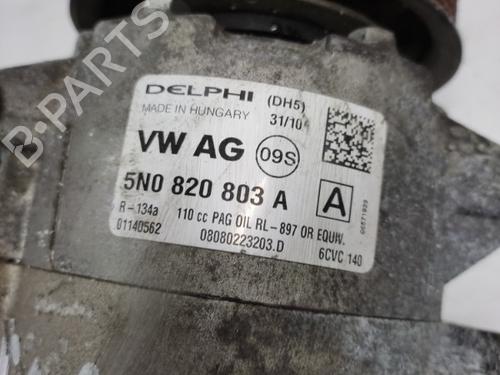 DELPHI (DH5)
MADE IN HUNGARY 31/10
VW AG 09S
5N0 820 803 A A
R-134a 110 cc PAG OIL RL-897 OR EQUIV.
01140562 08080223203.D 6CVC 140
B-PARTS